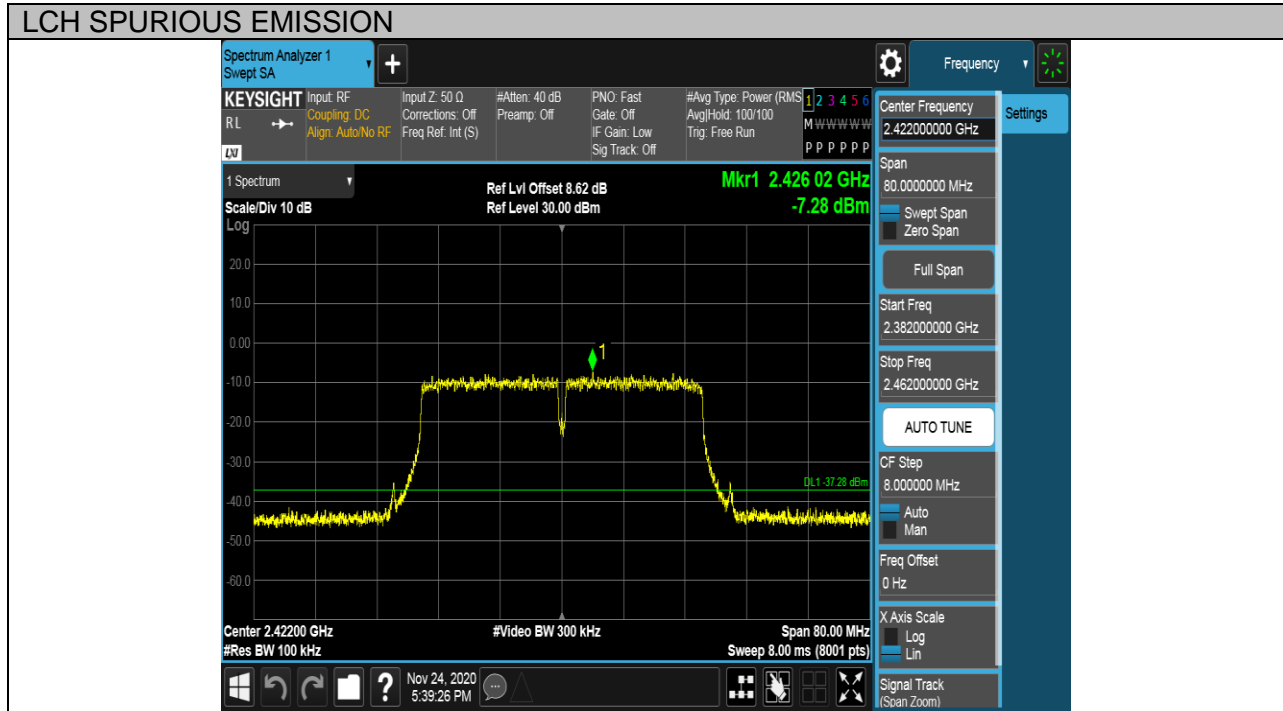 LCH SPURIOUS EMISSION
Spectrum Analyzer 1
Swept SA
+
Frequency
KEYSIGHT
RL
LXI
Input: RF
Coupling: DC
Align: Auto/No RF
Input Z: 50 Ω
Corrections: Off
Freq Ref: Int (S)
#Atten: 40 dB
Preamp: Off
PNO: Fast
Gate: Off
IF Gain: Low
Sig Track: Off
#Avg Type: Power (RMS
Avg|Hold: 100/100
Trig: Free Run
1 2 3 4 5 6
M W W W W W
P P P P P P
1 Spectrum
Scale/Div 10 dB
Log
Ref Lvl Offset 8.62 dB
Ref Level 30.00 dBm
Mkr1 2.426 02 GHz
-7.28 dBm
20.0
10.0
0.00
-10.0
-20.0
-30.0
-40.0
-50.0
-60.0
1
DL1 -37.28 dBm
Center 2.42200 GHz
#Res BW 100 kHz
#Video BW 300 kHz
Span 80.00 MHz
Sweep 8.00 ms (8001 pts)
Center Frequency
2.422000000 GHz
Settings
Span
80.0000000 MHz
Swept Span
Zero Span
Full Span
Start Freq
2.382000000 GHz
Stop Freq
2.462000000 GHz
AUTO TUNE
CF Step
8.000000 MHz
Auto
Man
Freq Offset
0 Hz
X Axis Scale
Log
Lin
Signal Track
(Span Zoom)
?
Nov 24, 2020
5:39:26 PM